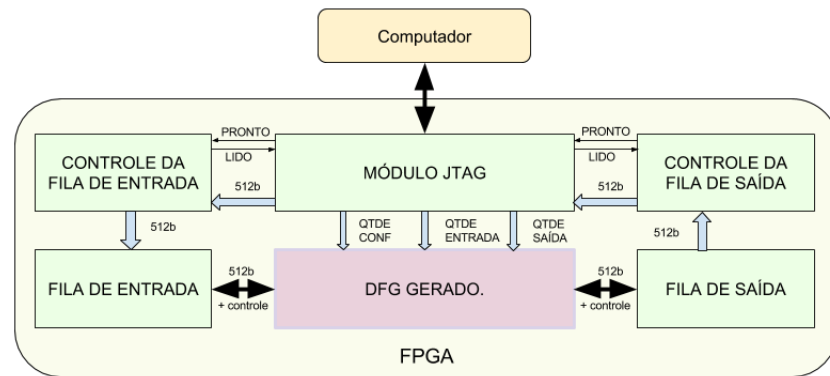 Computador
PRONTO
LIDO
CONTROLE DA
FILA DE ENTRADA
512b
MÓDULO JTAG
PRONTO
LIDO
512b
CONTROLE DA
FILA DE SAÍDA
512b
QTDE
CONF
QTDE
ENTRADA
QTDE
SAÍDA
512b
FILA DE ENTRADA
512b
+ controle
DFG GERADO.
512b
+ controle
FILA DE SAÍDA
FPGA